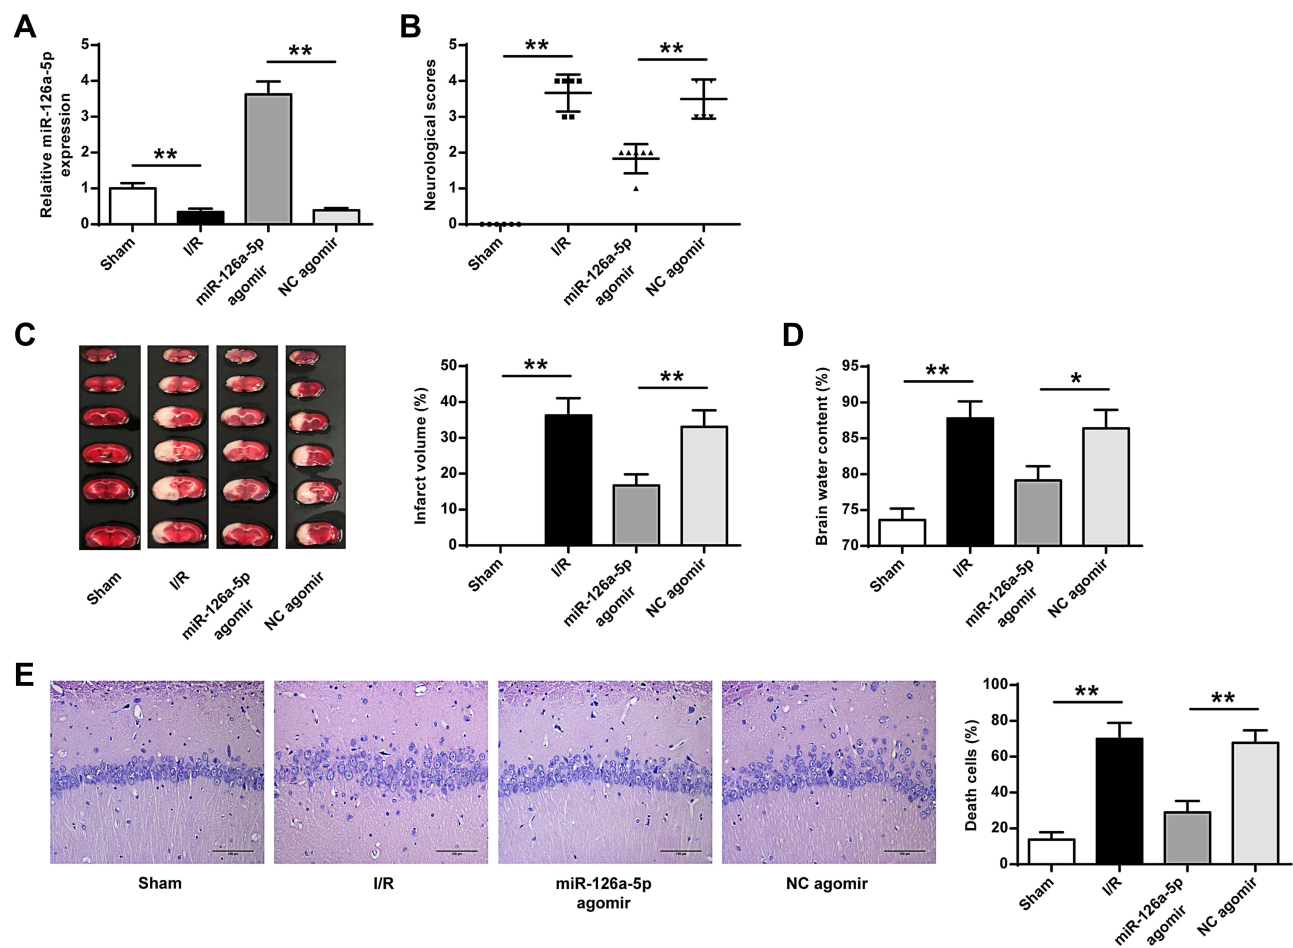 A
Relaitive miR-126a-5p
expression
5
4
3
2
1
0
**
**
Sham
I/R
miR-126a-5p
agomir
NC agomir
B
Neurological scores
5
4
3
2
1
0
**
**
Sham
I/R
miR-126a-5p
agomir
NC agomir
C
Sham
I/R
miR-126a-5p
agomir
NC agomir
Infarct volume (%)
50
40
30
20
10
0
**
**
Sham
I/R
miR-126a-5p
agomir
NC agomir
D
Brain water content (%)
95
90
85
80
75
70
**
*
Sham
I/R
miR-126a-5p
agomir
NC agomir
E
Sham
I/R
miR-126a-5p
agomir
NC agomir
Death cells (%)
100
80
60
40
20
0
**
**
Sham
I/R
miR-126a-5p
agomir
NC agomir